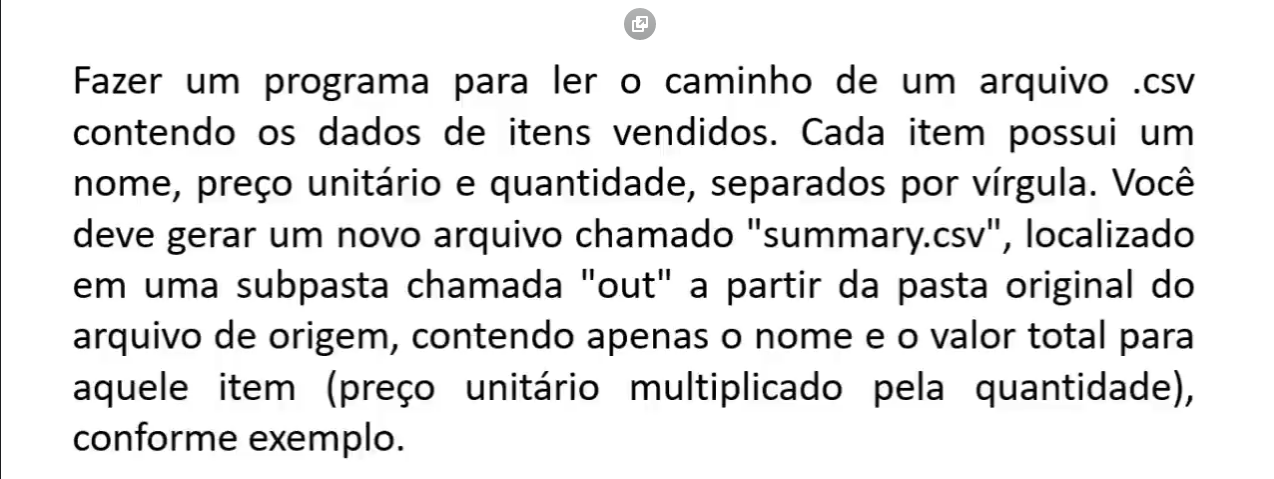 Fazer um programa para ler o caminho de um arquivo .csv
contendo os dados de itens vendidos. Cada item possui um
nome, preço unitário e quantidade, separados por vírgula. Você
deve gerar um novo arquivo chamado "summary.csv", localizado
em uma subpasta chamada "out" a partir da pasta original do
arquivo de origem, contendo apenas o nome e o valor total para
aquele item (preço unitário multiplicado pela quantidade),
conforme exemplo.